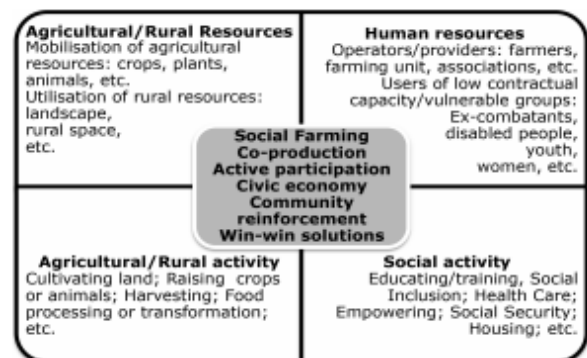 Agricultural/Rural Resources
Mobilisation of agricultural
resources: crops, plants,
animals, etc.
Utilisation of rural resources:
landscape,
rural space,
etc.
Human resources
Operators/providers: farmers,
farming unit, associations, etc.
Users of low contractual
capacity/vulnerable groups:
Ex-combatants,
disabled people,
youth,
women, etc.
Social Farming
Co-production
Active participation
Civic economy
Community
reinforcement
Win-win solutions
Agricultural/Rural activity
Cultivating land; Raising crops
or animals; Harvesting; Food
processing or transformation;
etc.
Social activity
Educating/training, Social
Inclusion; Health Care;
Empowering; Social Security;
Housing; etc.